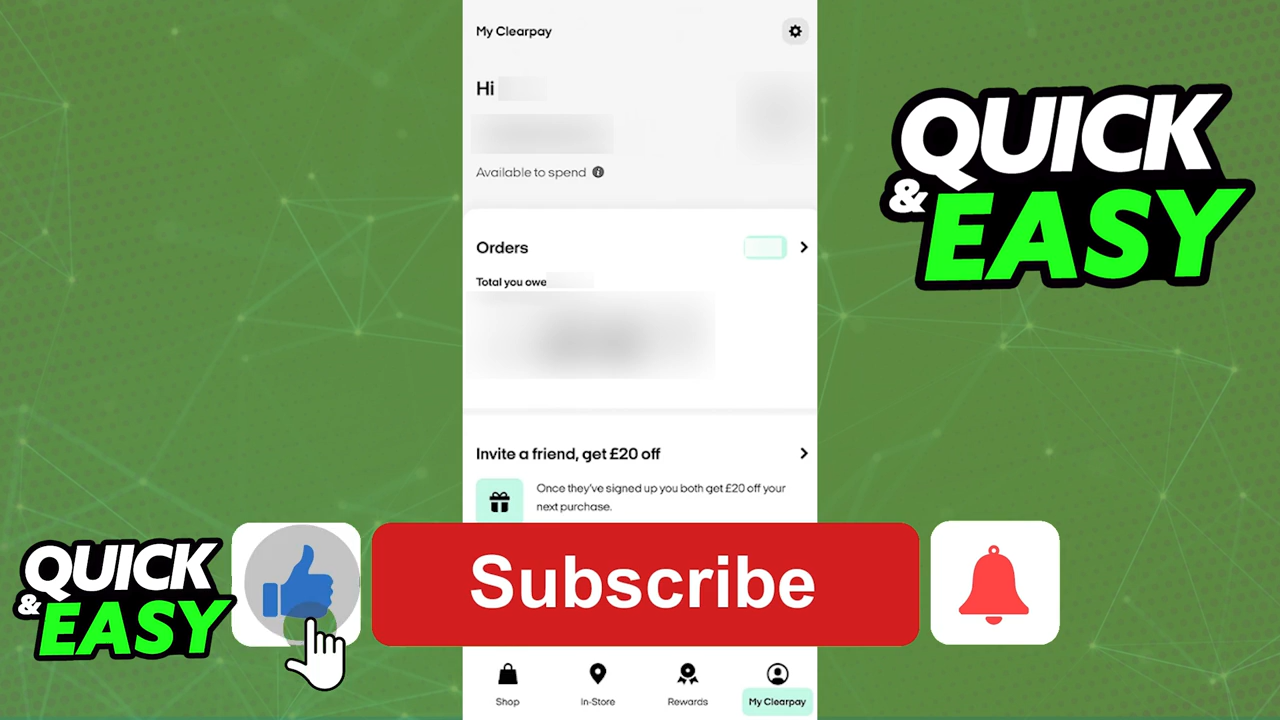 My Clearpay
Hi
Available to spend
Orders
Total you owe
Invite a friend, get £20 off
Once they've signed up you both get £20 off your
next purchase.
QUICK
& EASY
QUICK
& EASY
Subscribe
Shop
In-Store
Rewards
My Clearpay